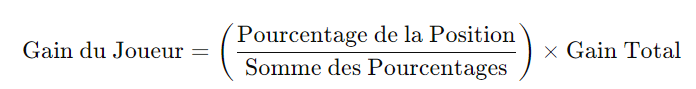 Gain du Joueur = (Pourcentage de la Position / Somme des Pourcentages) × Gain Total